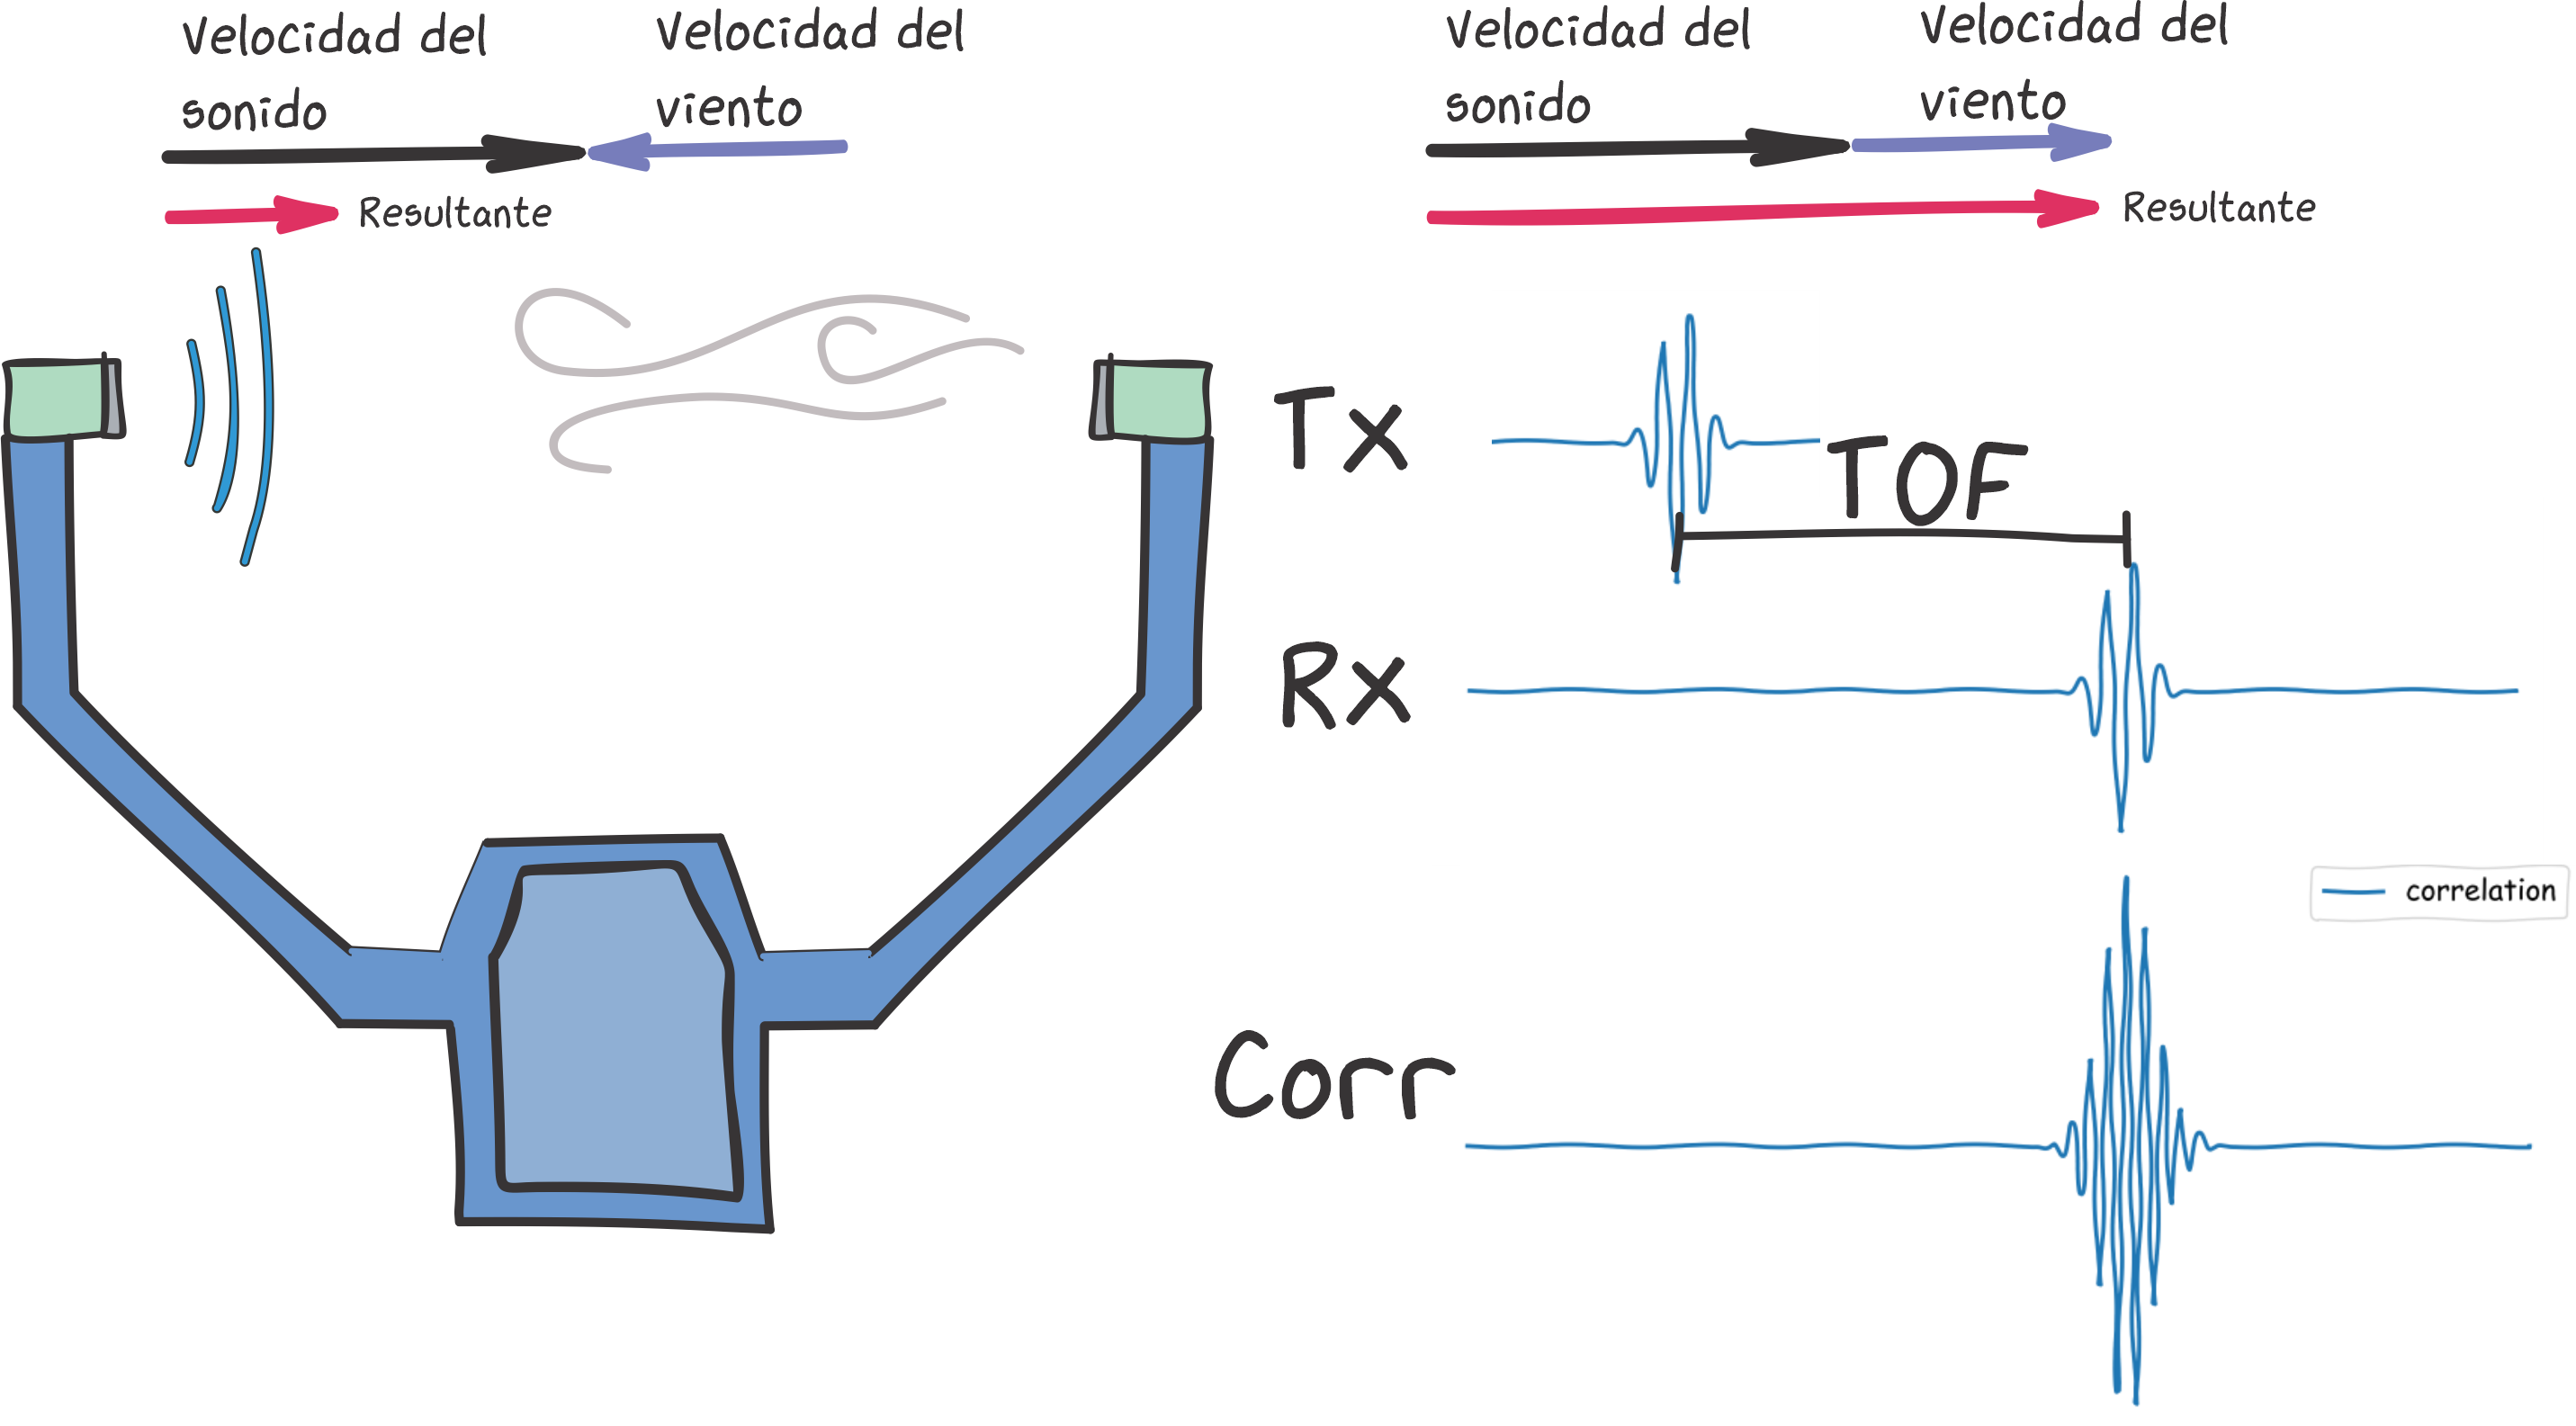 Velocidad del
sonido
Velocidad del
viento
Resultante
Velocidad del
sonido
Velocidad del
viento
Resultante
Tx
TOF
Rx
correlation
Corr